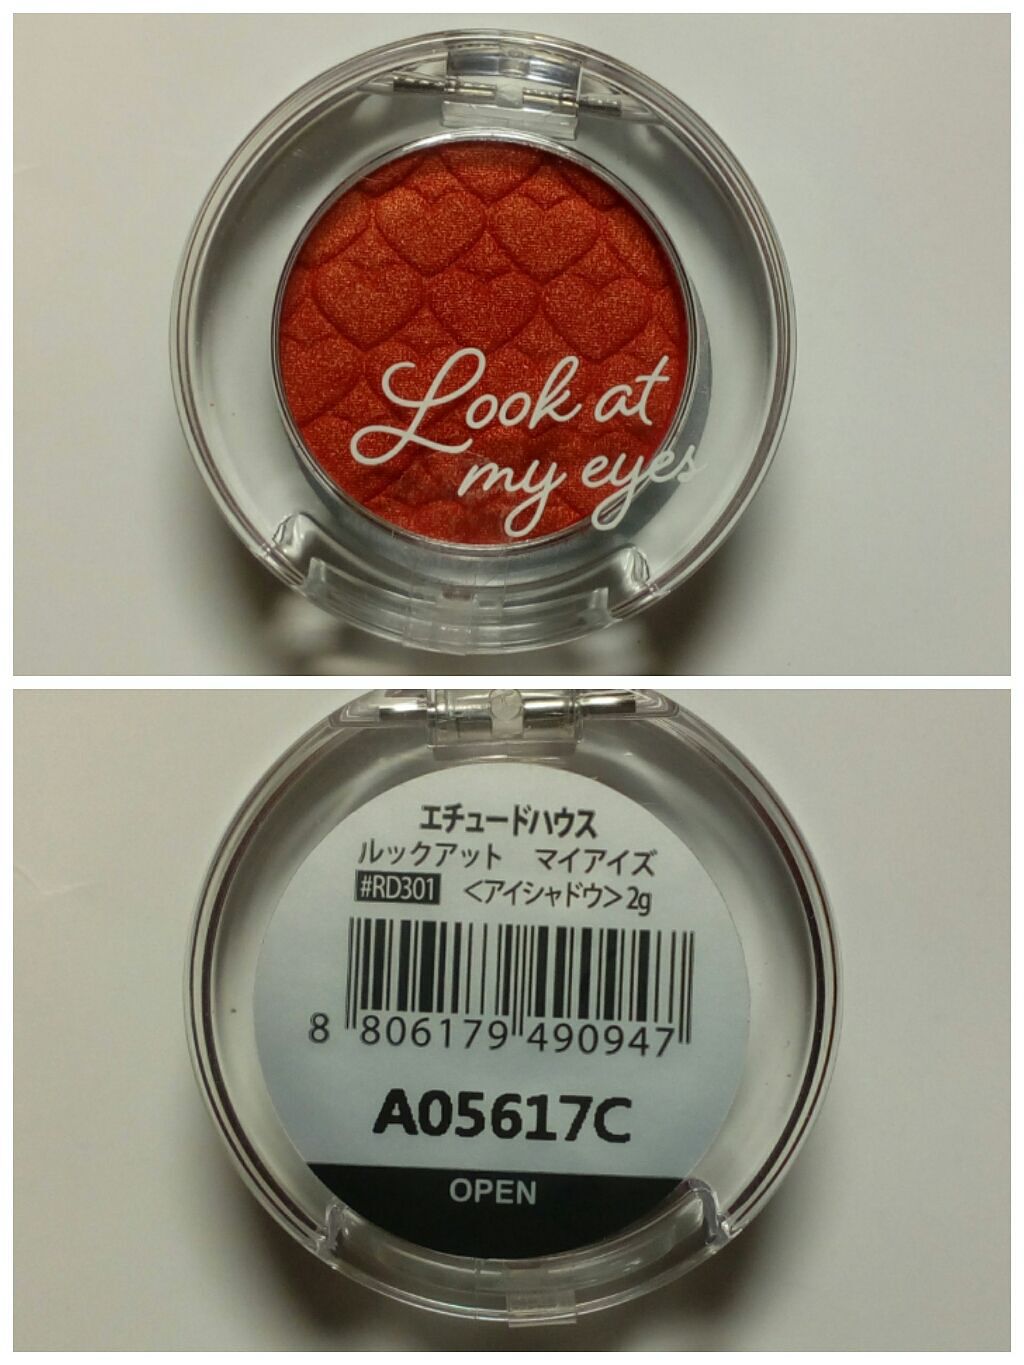 Look at
my eyes
エチュードハウス
ルックアット　マイアイズ
#RD301 <アイシャドウ>2g
8 806179 490947
A05617C
OPEN